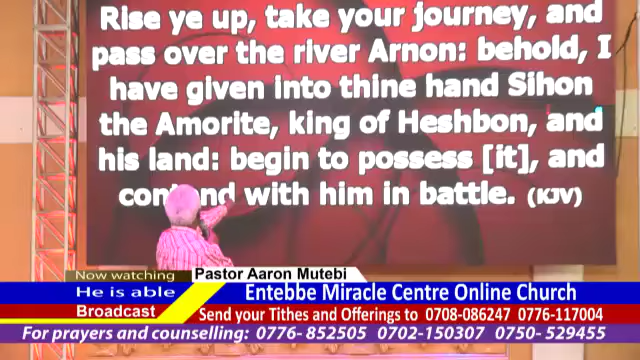 Rise ye up, take your journey, and
pass over the river Arnon: behold, I
have given into thine hand Sihon
the Amorite, king of Heshbon, and
his land: begin to possess [it], and
contend with him in battle. (KJV)
Now watching
Pastor Aaron Mutebi
He is able
Entebbe Miracle Centre Online Church
Broadcast
Send your Tithes and Offerings to 0708-086247 0776-117004
For prayers and counselling: 0776- 852505 0702-150307 0750- 529455